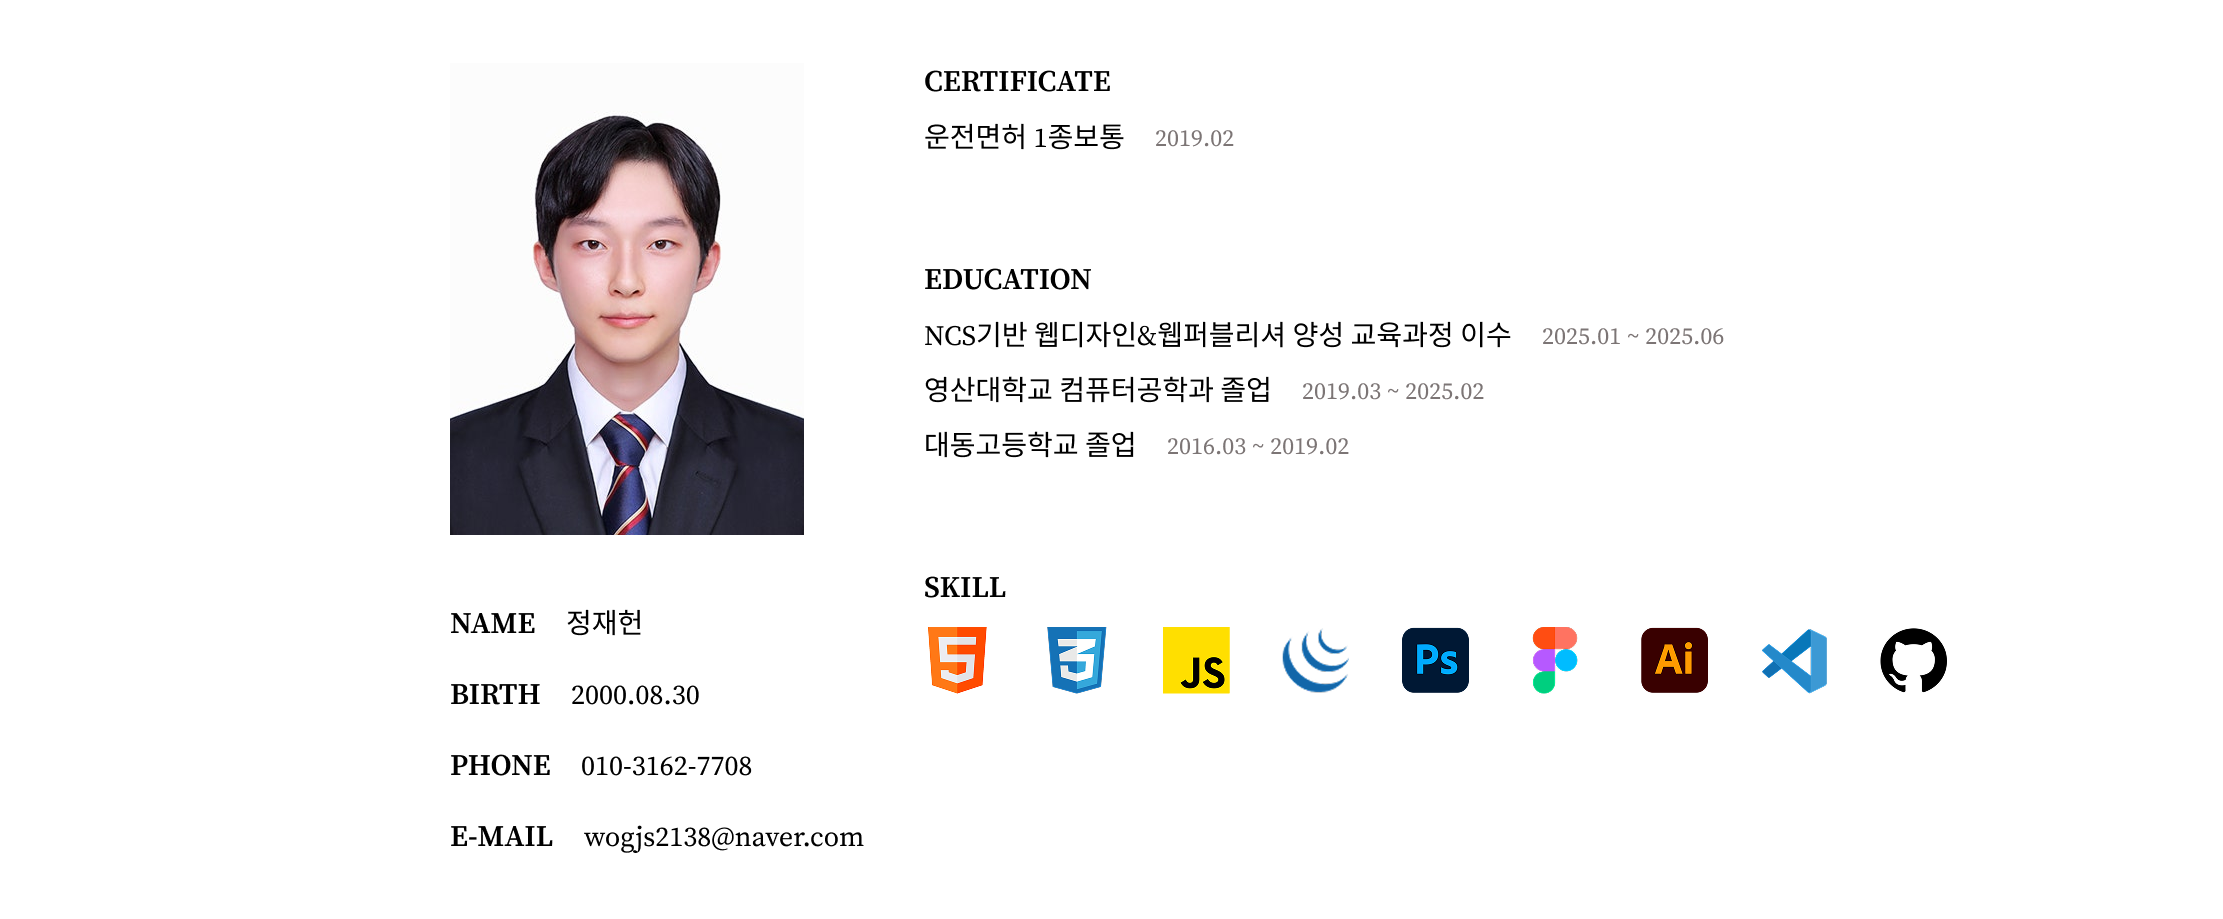 CERTIFICATE
운전면허 1종보통 2019.02
EDUCATION
NCS기반 웹디자인&웹퍼블리셔 양성 교육과정 이수 2025.01 ~ 2025.06
영산대학교 컴퓨터공학과 졸업 2019.03 ~ 2025.02
대동고등학교 졸업 2016.03 ~ 2019.02
SKILL
5 3 JS Ps Ai
NAME 정재헌
BIRTH 2000.08.30
PHONE 010-3162-7708
E-MAIL wogjs2138@naver.com